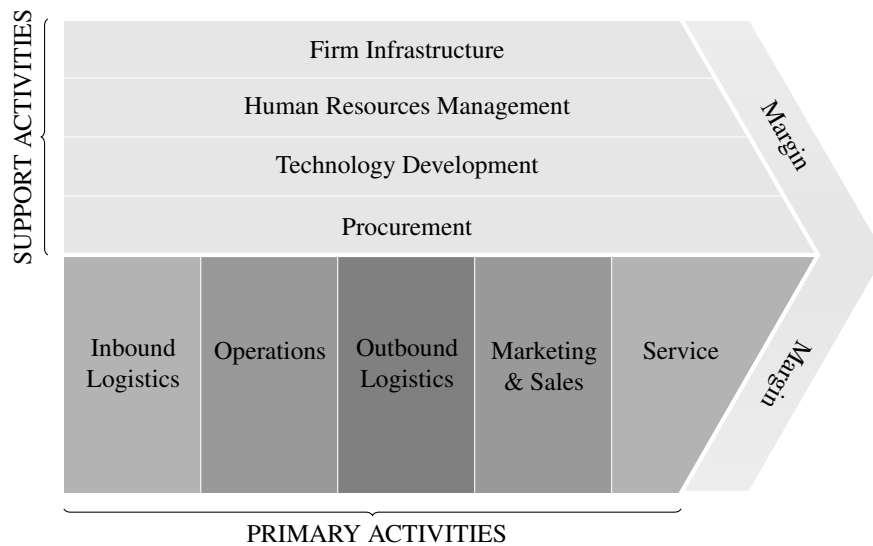 SUPPORT ACTIVITIES
Firm Infrastructure
Human Resources Management
Technology Development
Procurement
Margin
Inbound
Logistics
Operations
Outbound
Logistics
Marketing
& Sales
Service
Margin
PRIMARY ACTIVITIES